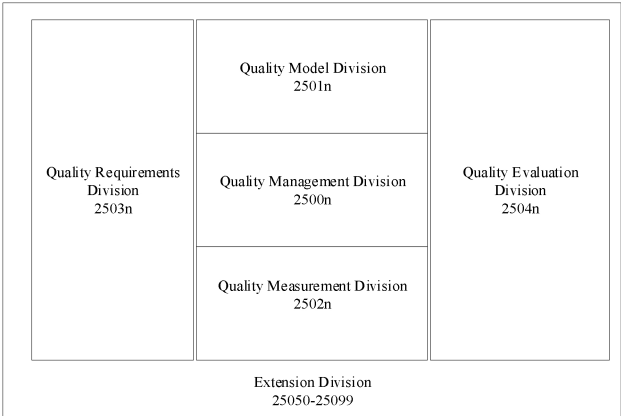 Quality Model Division
2501n
Quality Requirements
Division
2503n
Quality Management Division
2500n
Quality Evaluation
Division
2504n
Quality Measurement Division
2502n
Extension Division
25050-25099